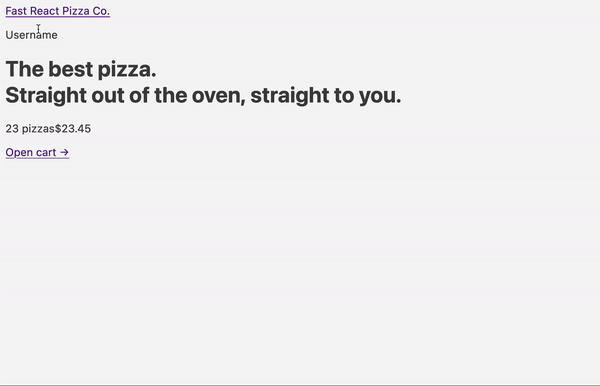 Fast React Pizza Co.
Username
The best pizza.
Straight out of the oven, straight to you.
23 pizzas$23.45
Open cart →